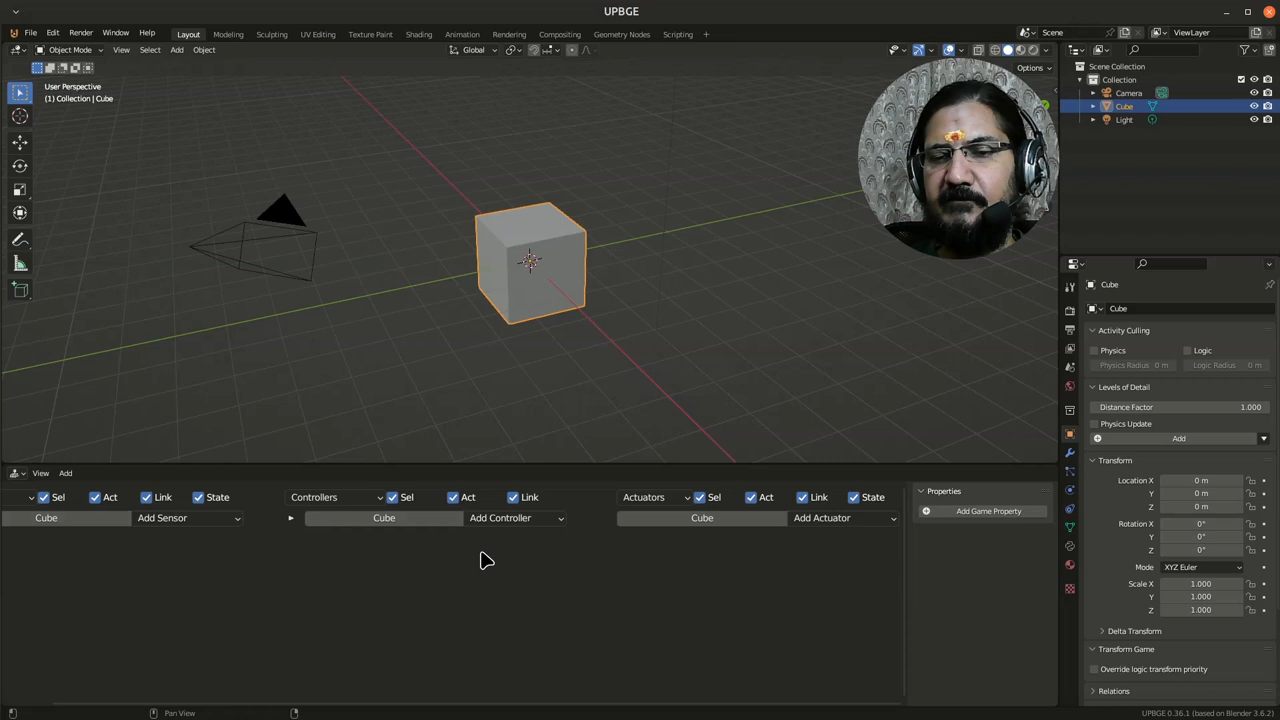 UPBGE
File Edit Render Window Help Layout Modeling Sculpting UV Editing Texture Paint Shading Animation Rendering Compositing Geometry Nodes Scripting + Scene ViewLayer
Object Mode View Select Add Object Global
Options
User Perspective
(1) Collection | Cube
Scene Collection
Collection
Camera
Cube
Light
Cube
Cube
Activity Culling
Physics Logic
Physics Radius 0 m Logic Radius 0 m
Levels of Detail
Distance Factor 1.000
Physics Update
Add
Transform
Location X 0 m
Y 0 m
Z 0 m
Rotation X 0°
Y 0°
Z 0°
Mode XYZ Euler
Scale X 1.000
Y 1.000
Z 1.000
Delta Transform
Transform Game
Override logic transform priority
Relations
View Add
Sel Act Link State Controllers Sel Act Link Actuators Sel Act Link State
Cube Add Sensor Cube Add Controller Cube Add Actuator
Properties
Add Game Property
Pan View
UPBGE 0.36.1 (based on Blender 3.6.2)